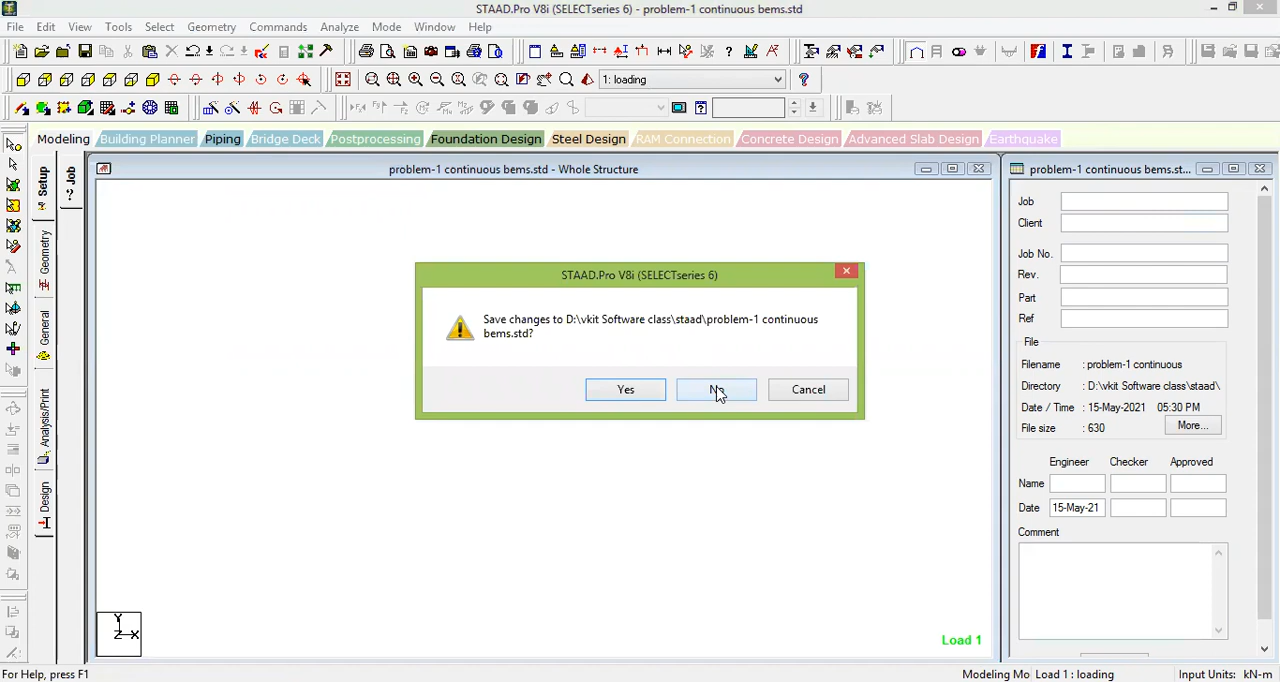 STAAD.Pro V8i (SELECTseries 6) - problem-1 continuous bems.std
File Edit View Tools Select Geometry Commands Analyze Mode Window Help
1: loading
Modeling Building Planner Piping Bridge Deck Postprocessing Foundation Design Steel Design RAM Connection Concrete Design Advanced Slab Design Earthquake
Setup
Geometry
General
Analysis/Print
Design
Job
problem-1 continuous bems.std - Whole Structure
STAAD.Pro V8i (SELECTseries 6)
Save changes to D:\vkit Software class\staad\problem-1 continuous
bems.std?
Yes No Cancel
Y
Z X
Load 1
problem-1 continuous bems.st...
Job
Client
Job No.
Rev.
Part
Ref
File
Filename : problem-1 continuous
Directory : D:\vkit Software class\staad\
Date / Time : 15-May-2021 05:30 PM
File size : 630 More...
Engineer Checker Approved
Name
Date 15-May-21
Comment
For Help, press F1 Modeling Mo Load 1 : loading Input Units: kN-m